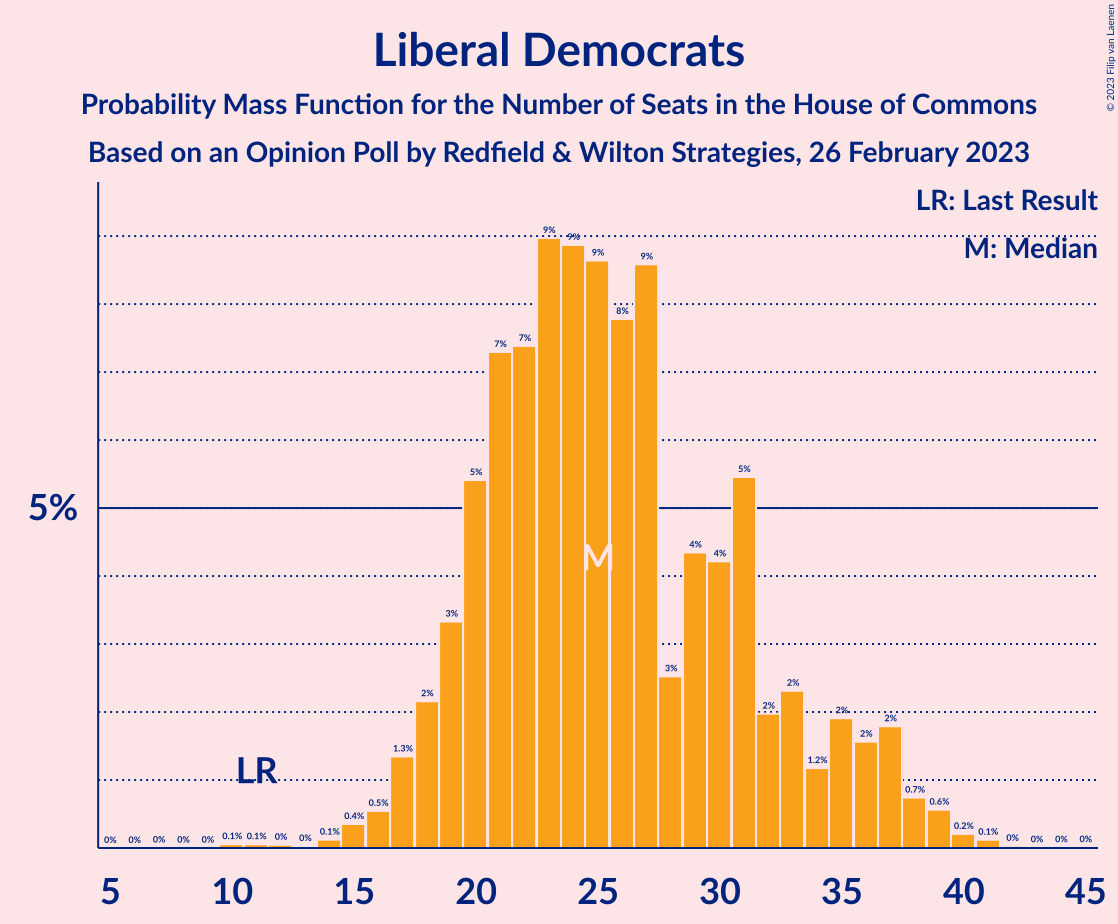 Liberal Democrats
Probability Mass Function for the Number of Seats in the House of Commons
Based on an Opinion Poll by Redfield & Wilton Strategies, 26 February 2023
© 2023 Filip van Laenen
LR: Last Result
M: Median
5%
LR
M
0% 0% 0% 0% 0% 0.1% 0.1% 0% 0% 0.1% 0.4% 0.5% 1.3% 2% 3% 5% 7% 7% 9% 9% 9% 8% 9% 3% 4% 4% 5% 2% 2% 1.2% 2% 2% 2% 0.7% 0.6% 0.2% 0.1% 0% 0% 0% 0%
5 10 15 20 25 30 35 40 45